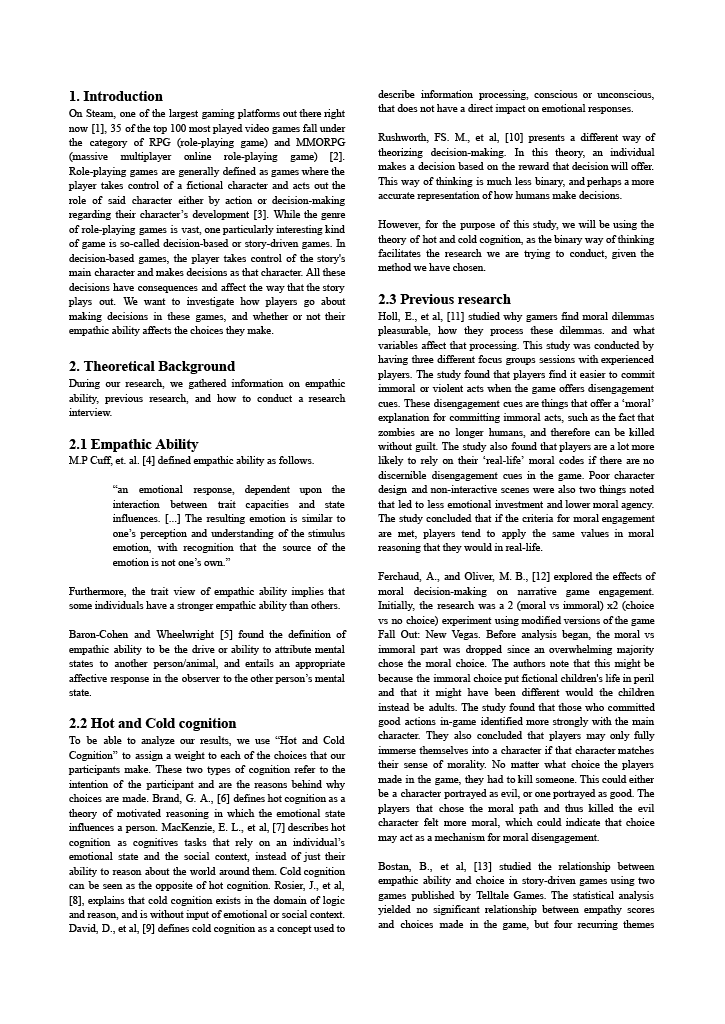 1. Introduction
On Steam, one of the largest gaming platforms out there right
now [1], 35 of the top 100 most played video games fall under
the category of RPG (role-playing game) and MMORPG
(massive multiplayer online role-playing game) [2].
Role-playing games are generally defined as games where the
player takes control of a fictional character and acts out the
role of said character either by action or decision-making
regarding their character's development [3]. While the genre
of role-playing games is vast, one particularly interesting kind
of game is so-called decision-based or story-driven games. In
decision-based games, the player takes control of the story's
main character and makes decisions as that character. All these
decisions have consequences and affect the way that the story
plays out. We want to investigate how players go about
making decisions in these games, and whether or not their
empathic ability affects the choices they make.
2. Theoretical Background
During our research, we gathered information on empathic
ability, previous research, and how to conduct a research
interview.
2.1 Empathic Ability
M.P Cuff, et. al. [4] defined empathic ability as follows.
“an emotional response, dependent upon the
interaction between trait capacities and state
influences. [...] The resulting emotion is similar to
one’s perception and understanding of the stimulus
emotion, with recognition that the source of the
emotion is not one’s own.”
Furthermore, the trait view of empathic ability implies that
some individuals have a stronger empathic ability than others.
Baron-Cohen and Wheelwright [5] found the definition of
empathic ability to be the drive or ability to attribute mental
states to another person/animal, and entails an appropriate
affective response in the observer to the other person’s mental
state.
2.2 Hot and Cold cognition
To be able to analyze our results, we use “Hot and Cold
Cognition” to assign a weight to each of the choices that our
participants make. These two types of cognition refer to the
intention of the participant and are the reasons behind why
choices are made. Brand, G. A., [6] defines hot cognition as a
theory of motivated reasoning in which the emotional state
influences a person. MacKenzie, E. L., et al, [7] describes hot
cognition as cognitives tasks that rely on an individual’s
emotional state and the social context, instead of just their
ability to reason about the world around them. Cold cognition
can be seen as the opposite of hot cognition. Rosier, J., et al,
[8], explains that cold cognition exists in the domain of logic
and reason, and is without input of emotional or social context.
David, D., et al, [9] defines cold cognition as a concept used to
describe information processing, conscious or unconscious,
that does not have a direct impact on emotional responses.
Rushworth, FS. M., et al, [10] presents a different way of
theorizing decision-making. In this theory, an individual
makes a decision based on the reward that decision will offer.
This way of thinking is much less binary, and perhaps a more
accurate representation of how humans make decisions.
However, for the purpose of this study, we will be using the
theory of hot and cold cognition, as the binary way of thinking
facilitates the research we are trying to conduct, given the
method we have chosen.
2.3 Previous research
Holl, E., et al, [11] studied why gamers find moral dilemmas
pleasurable, how they process these dilemmas. and what
variables affect that processing. This study was conducted by
having three different focus groups sessions with experienced
players. The study found that players find it easier to commit
immoral or violent acts when the game offers disengagement
cues. These disengagement cues are things that offer a ‘moral’
explanation for committing immoral acts, such as the fact that
zombies are no longer humans, and therefore can be killed
without guilt. The study also found that players are a lot more
likely to rely on their ‘real-life’ moral codes if there are no
discernible disengagement cues in the game. Poor character
design and non-interactive scenes were also two things noted
that led to less emotional investment and lower moral agency.
The study concluded that if the criteria for moral engagement
are met, players tend to apply the same values in moral
reasoning that they would in real-life.
Ferchaud, A., and Oliver, M. B., [12] explored the effects of
moral decision-making on narrative game engagement.
Initially, the research was a 2 (moral vs immoral) x2 (choice
vs no choice) experiment using modified versions of the game
Fall Out: New Vegas. Before analysis began, the moral vs
immoral part was dropped since an overwhelming majority
chose the moral choice. The authors note that this might be
because the immoral choice put fictional children's life in peril
and that it might have been different would the children
instead be adults. The study found that those who committed
good actions in-game identified more strongly with the main
character. They also concluded that players may only fully
immerse themselves into a character if that character matches
their sense of morality. No matter what choice the players
made in the game, they had to kill someone. This could either
be a character portrayed as evil, or one portrayed as good. The
players that chose the moral path and thus killed the evil
character felt more moral, which could indicate that choice
may act as a mechanism for moral disengagement.
Bostan, B., et al, [13] studied the relationship between
empathic ability and choice in story-driven games using two
games published by Telltale Games. The statistical analysis
yielded no significant relationship between empathy scores
and choices made in the game, but four recurring themes